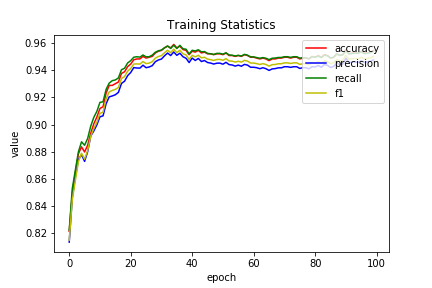 Training Statistics
0.96
0.94
0.92
0.90
0.88
0.86
0.84
0.82
value
0
20
40
60
80
100
epoch
accuracy
precision
recall
f1